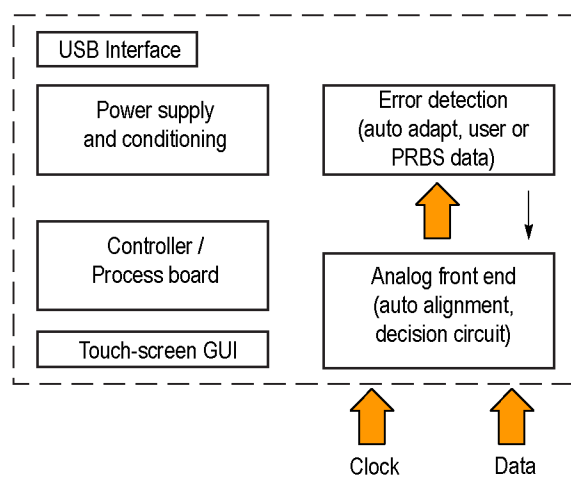 USB Interface
Power supply
and conditioning
Error detection
(auto adapt, user or
PRBS data)
Controller /
Process board
Analog front end
(auto alignment,
decision circuit)
Touch-screen GUI
Clock
Data